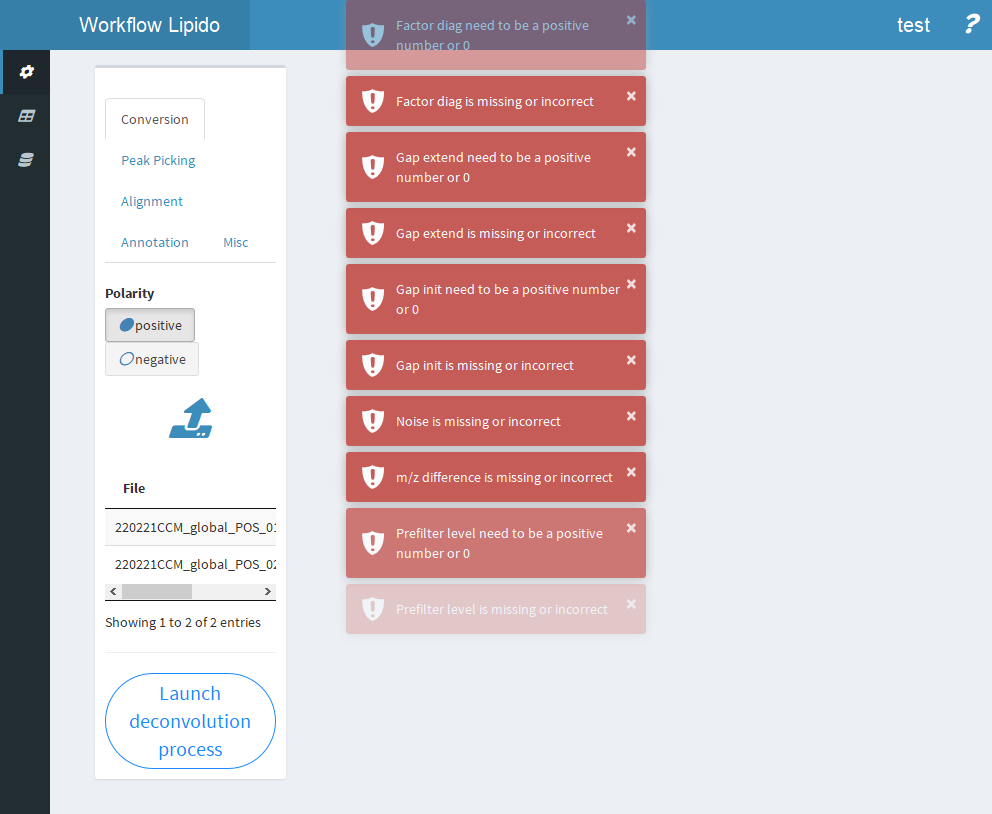 Workflow Lipido
test
?
Conversion
Peak Picking
Alignment
Annotation Misc
Polarity
positive
negative
File
220221CCM_global_POS_01
220221CCM_global_POS_02
Showing 1 to 2 of 2 entries
Launch
deconvolution
process
Factor diag need to be a positive
number or 0
×
Factor diag is missing or incorrect
×
Gap extend need to be a positive
number or 0
×
Gap extend is missing or incorrect
×
Gap init need to be a positive number
or 0
×
Gap init is missing or incorrect
×
Noise is missing or incorrect
×
m/z difference is missing or incorrect
×
Prefilter level need to be a positive
number or 0
×
Prefilter level is missing or incorrect
×